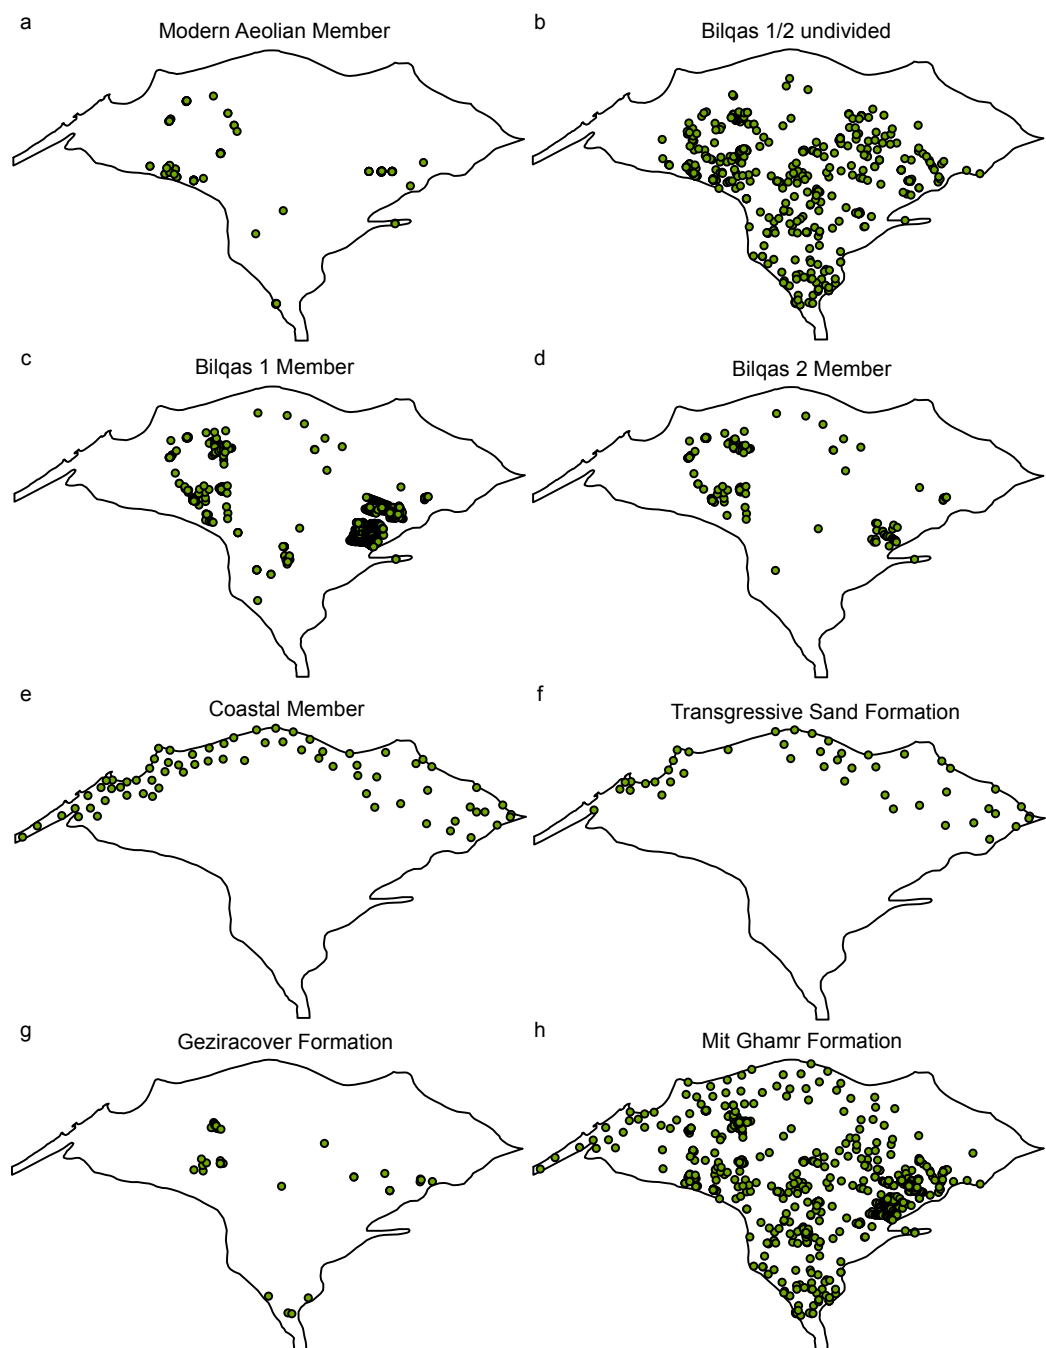 a
Modern Aeolian Member
b
Bilqas 1/2 undivided
c
Bilqas 1 Member
d
Bilqas 2 Member
e
Coastal Member
f
Transgressive Sand Formation
g
Geziracover Formation
h
Mit Ghamr Formation